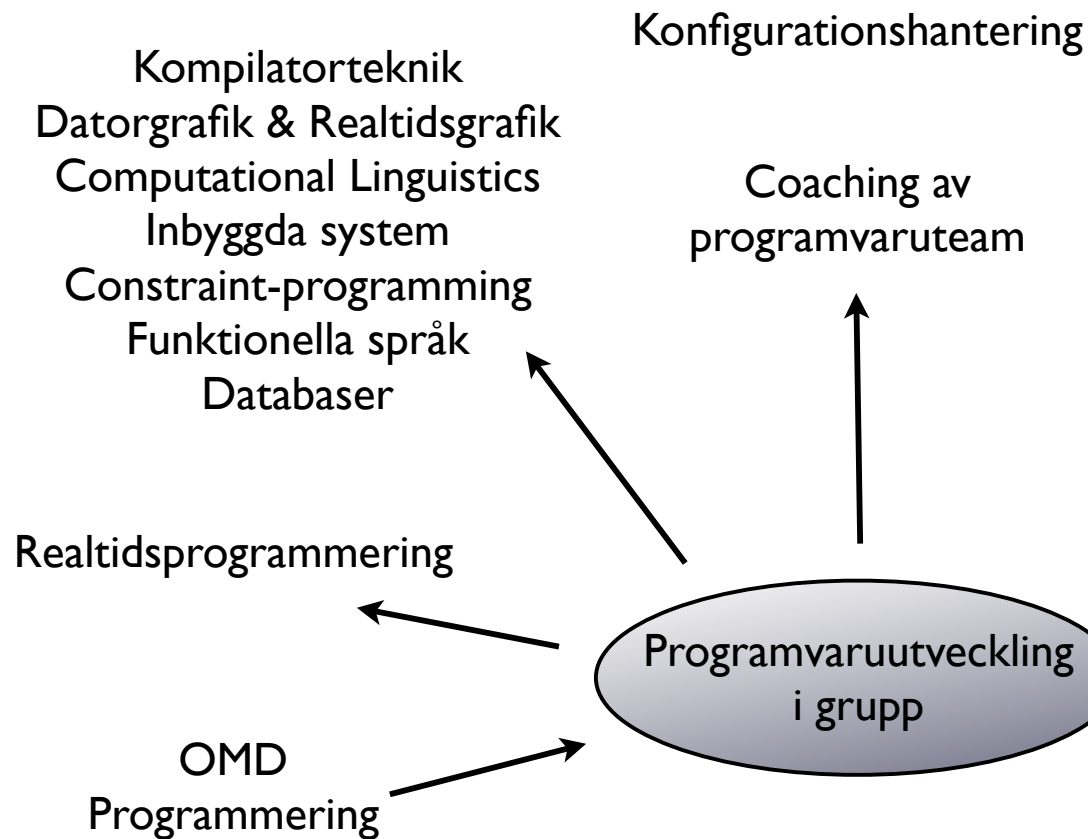 Konfigurationshantering
Kompilatorteknik
Datorgrafik & Realtidsgrafik
Computational Linguistics
Inbyggda system
Constraint-programming
Funktionella språk
Databaser
Coaching av
programvaruteam
Realtidsprogrammering
Programvaruutveckling
i grupp
OMD
Programmering